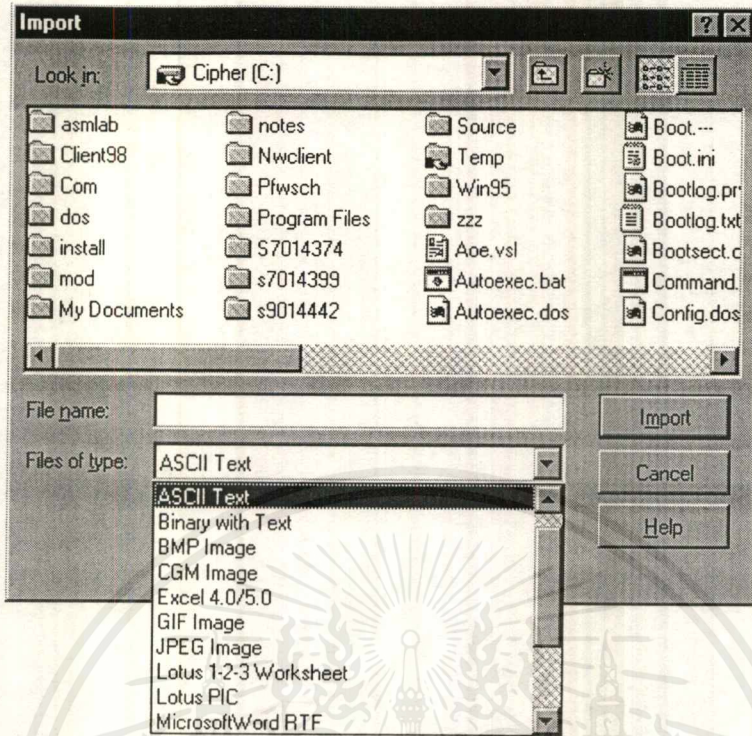 Import
Look in: Cipher (C:)
asmlab notes Source Boot.---
Client98 Nwclient Temp Boot.ini
Com Pfwsch Win95 Bootlog.pr
dos Program Files zzz Bootlog.txt
install S7014374 Aoe.vsl Bootsect.c
mod s7014399 Autoexec.bat Command.
My Documents s9014442 Autoexec.dos Config.dos
File name: Import
Files of type: ASCII Text Cancel
ASCII Text
Binary with Text Help
BMP Image
CGM Image
Excel 4.0/5.0
GIF Image
JPEG Image
Lotus 1-2-3 Worksheet
Lotus PIC
MicrosoftWord RTF